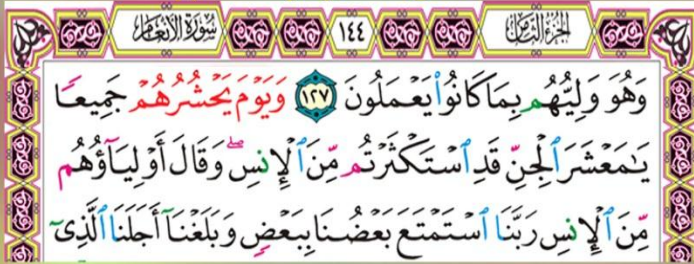 الجزء الثامن ١٤٤ سورة الأنعام
وَهُوَ وَلِيُّهُم بِمَا كَانُوا۟ يَعْمَلُونَ ١٢٧ وَيَوْمَ يَحْشُرُهُمْ جَمِيعًا
يَـٰمَعْشَرَ ٱلْجِنِّ قَدِ ٱسْتَكْثَرْتُم مِّنَ ٱلْإِنسِ ۖ وَقَالَ أَوْلِيَآؤُهُم
مِّنَ ٱلْإِنسِ رَبَّنَا ٱسْتَمْتَعَ بَعْضُنَا بِبَعْضٍ وَبَلَغْنَآ أَجَلَنَا ٱلَّذِىٓ